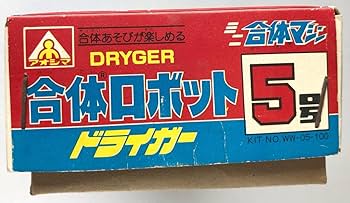 合体あそびが楽しめる
ミニ合体マシン
アオシマ
DRYGER
合体ロボット
®
5号
ドライガー
KIT-NO. WW-05-100